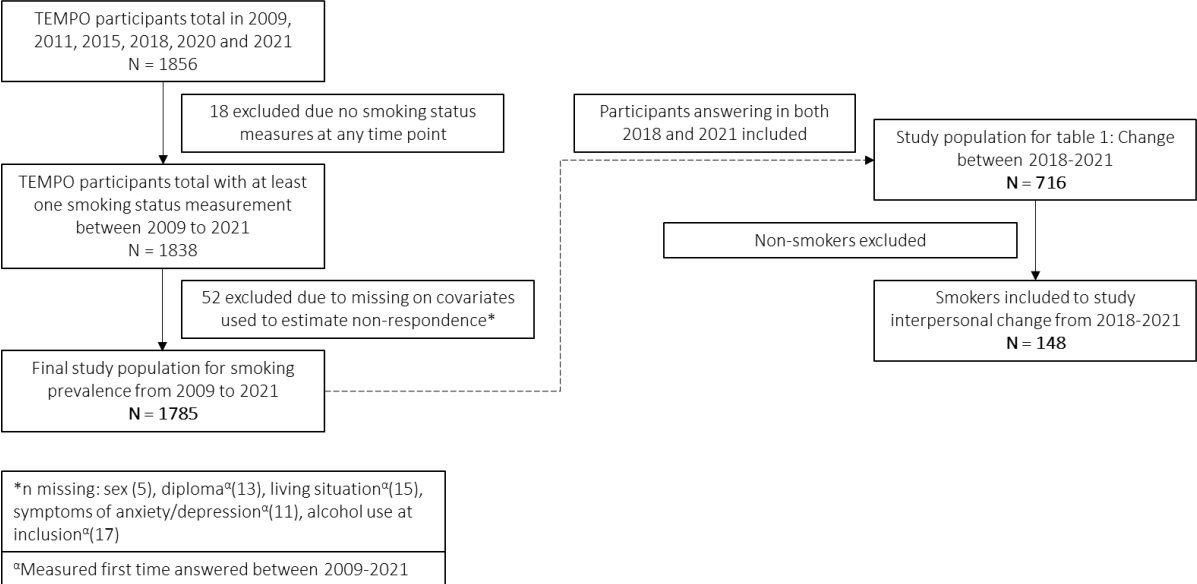 TEMPO participants total in 2009,
2011, 2015, 2018, 2020 and 2021
N = 1856
18 excluded due no smoking status
measures at any time point
TEMPO participants total with at least
one smoking status measurement
between 2009 to 2021
N = 1838
52 excluded due to missing on covariates
used to estimate non-respondence*
Final study population for smoking
prevalence from 2009 to 2021
N = 1785
Participants answering in both
2018 and 2021 included
Study population for table 1: Change
between 2018-2021
N = 716
Non-smokers excluded
Smokers included to study
interpersonal change from 2018-2021
N = 148
*n missing: sex (5), diplomaᵅ(13), living situationᵅ(15),
symptoms of anxiety/depressionᵅ(11), alcohol use at
inclusionᵅ(17)
ᵅMeasured first time answered between 2009-2021